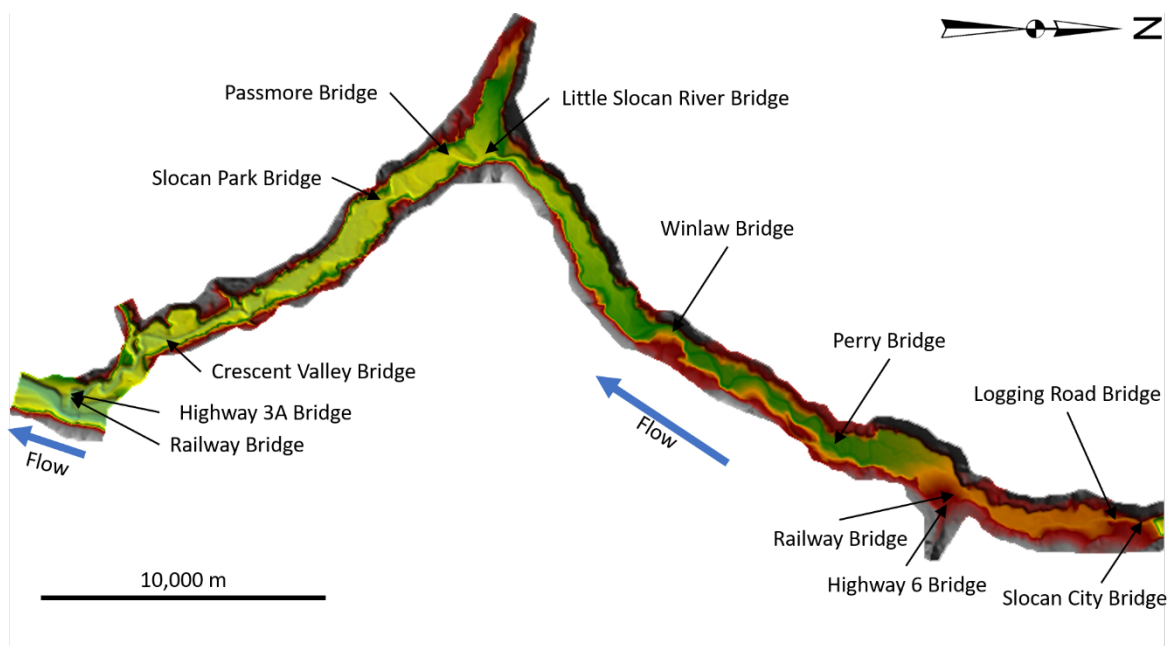 N
Passmore Bridge
Little Slocan River Bridge
Slocan Park Bridge
Winlaw Bridge
Perry Bridge
Crescent Valley Bridge
Logging Road Bridge
Highway 3A Bridge
Railway Bridge
Flow
Flow
Railway Bridge
10,000 m
Highway 6 Bridge
Slocan City Bridge